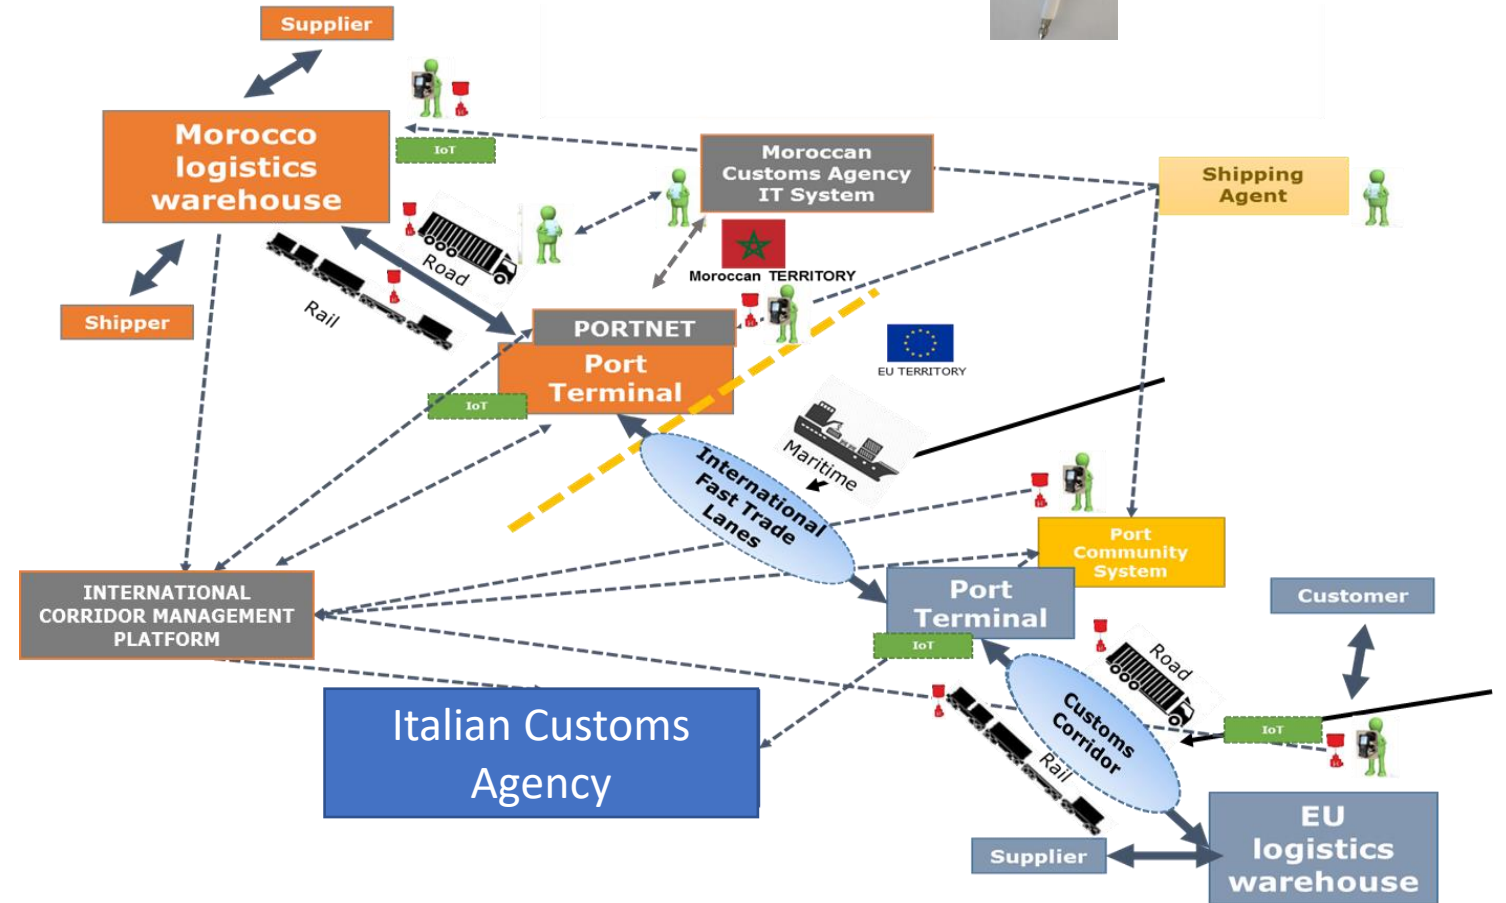 Supplier
Morocco
logistics
warehouse
IoT
Moroccan
Customs Agency
IT System
Shipping
Agent
Road
Rail
Moroccan TERRITORY
Shipper
PORTNET
Port
Terminal
IoT
EU TERRITORY
Maritime
International
Fast Trade
Lanes
Port
Community
System
INTERNATIONAL
CORRIDOR MANAGEMENT
PLATFORM
Port
Terminal
IoT
Customer
Road
Italian Customs
Agency
Customs
Corridor
Rail
IoT
Supplier
EU
logistics
warehouse